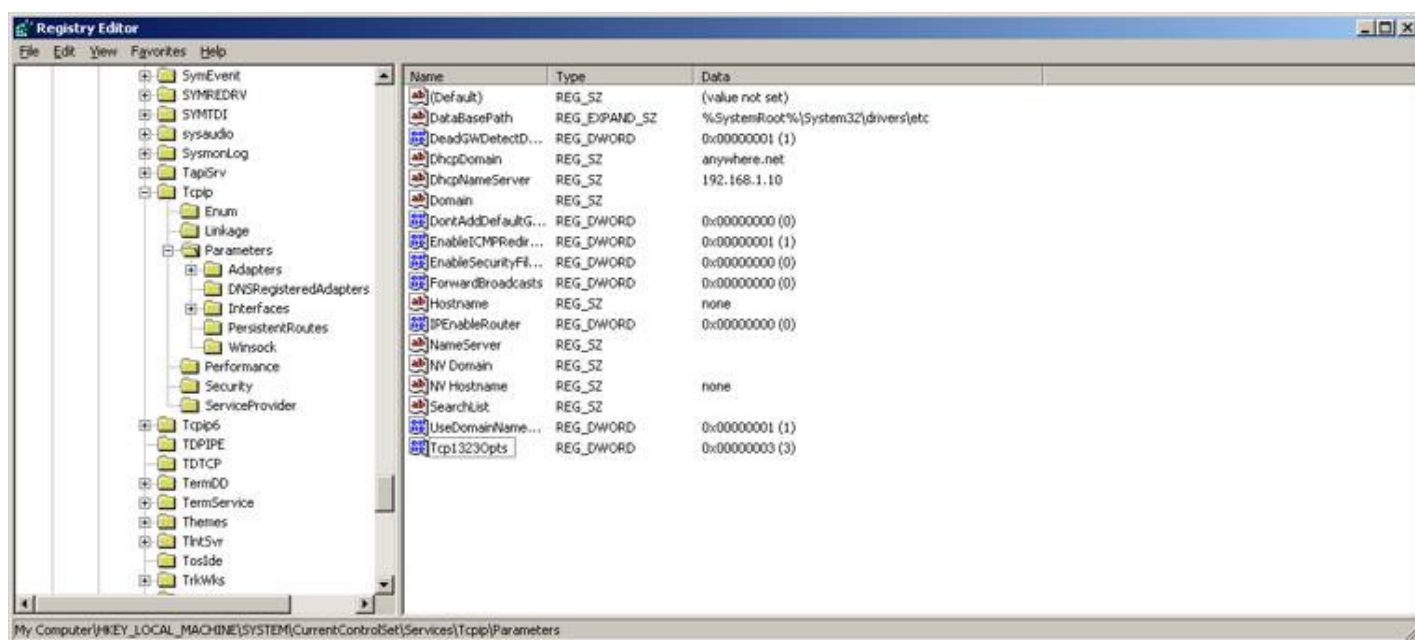 Registry Editor
File Edit View Favorites Help
SymEvent
SYMREDRV
SYMTDI
sysaudio
SysmonLog
TapiSrv
Tcpip
Enum
Linkage
Parameters
Adapters
DNSRegisteredAdapters
Interfaces
PersistentRoutes
Winsock
Performance
Security
ServiceProvider
Tcpip6
TDPIPE
TDTCP
TermDD
TermService
Themes
TlntSvr
TosIde
TrkWks
Name Type Data
(Default) REG_SZ (value not set)
DataBasePath REG_EXPAND_SZ %SystemRoot%\System32\drivers\etc
DeadGWDetectD... REG_DWORD 0x00000001 (1)
DhcpDomain REG_SZ anywhere.net
DhcpNameServer REG_SZ 192.168.1.10
Domain REG_SZ
DontAddDefaultG... REG_DWORD 0x00000000 (0)
EnableICMPRedir... REG_DWORD 0x00000001 (1)
EnableSecurityFil... REG_DWORD 0x00000000 (0)
ForwardBroadcasts REG_DWORD 0x00000000 (0)
Hostname REG_SZ none
IPEnableRouter REG_DWORD 0x00000000 (0)
NameServer REG_SZ
NV Domain REG_SZ
NV Hostname REG_SZ none
SearchList REG_SZ
UseDomainName... REG_DWORD 0x00000001 (1)
Tcp1323Opts REG_DWORD 0x00000003 (3)
My Computer\HKEY_LOCAL_MACHINE\SYSTEM\CurrentControlSet\Services\Tcpip\Parameters